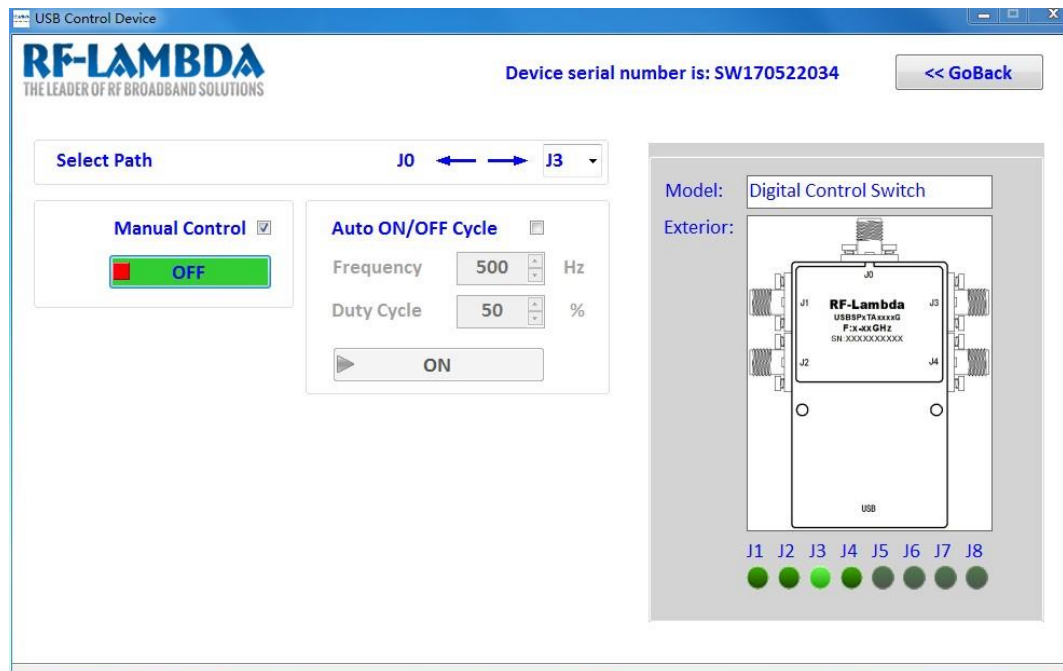 USB Control Device
RF-LAMBDA
THE LEADER OF RF BROADBAND SOLUTIONS
Device serial number is: SW170522034
<< GoBack
Select Path J0 J3
Manual Control
OFF
Auto ON/OFF Cycle
Frequency 500 Hz
Duty Cycle 50 %
ON
Model: Digital Control Switch
Exterior:
J0
J1 RF-Lambda J3
USBSPxTAxxxxG
F:x-xxGHz
SN:XXXXXXXXXX
J2 J4
USB
J1 J2 J3 J4 J5 J6 J7 J8